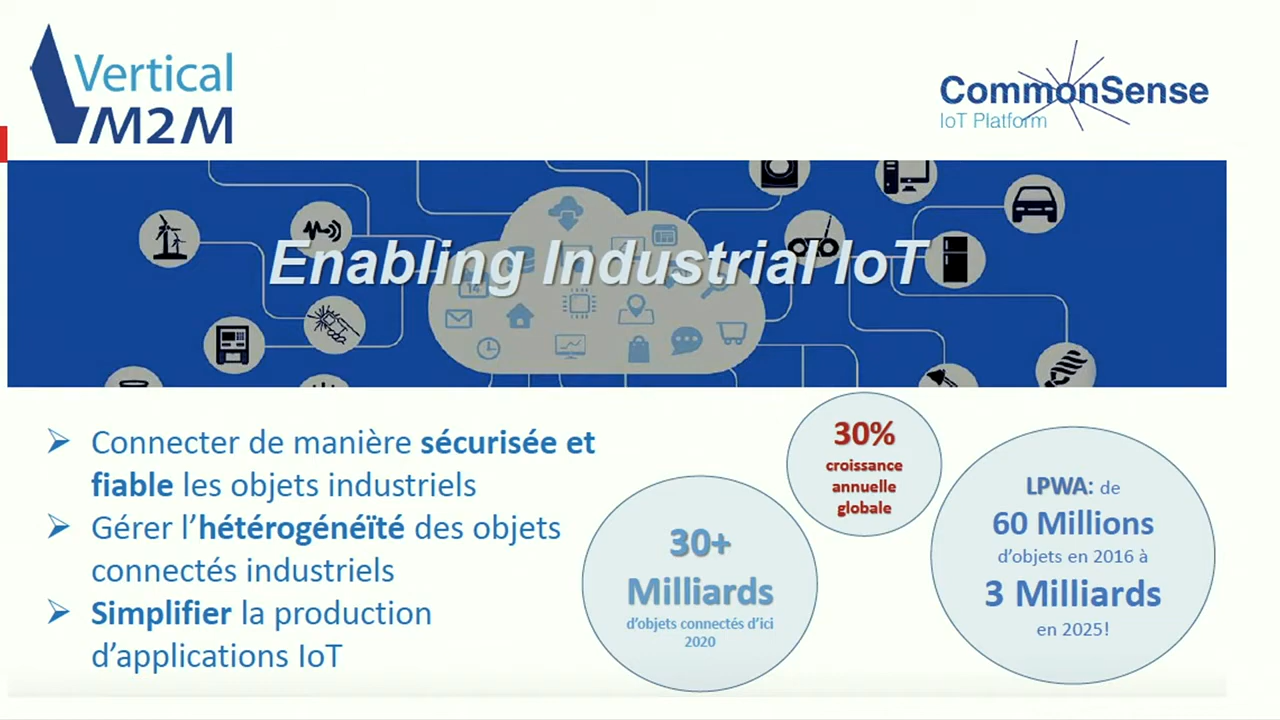 Vertical
M2M
CommonSense
IoT Platform
Enabling Industrial IoT
14
➢ Connecter de manière sécurisée et
fiable les objets industriels
➢ Gérer l’hétérogénéïté des objets
connectés industriels
➢ Simplifier la production
d’applications IoT
30+
Milliards
d’objets connectés d’ici
2020
30%
croissance
annuelle
globale
LPWA: de
60 Millions
d’objets en 2016 à
3 Milliards
en 2025!